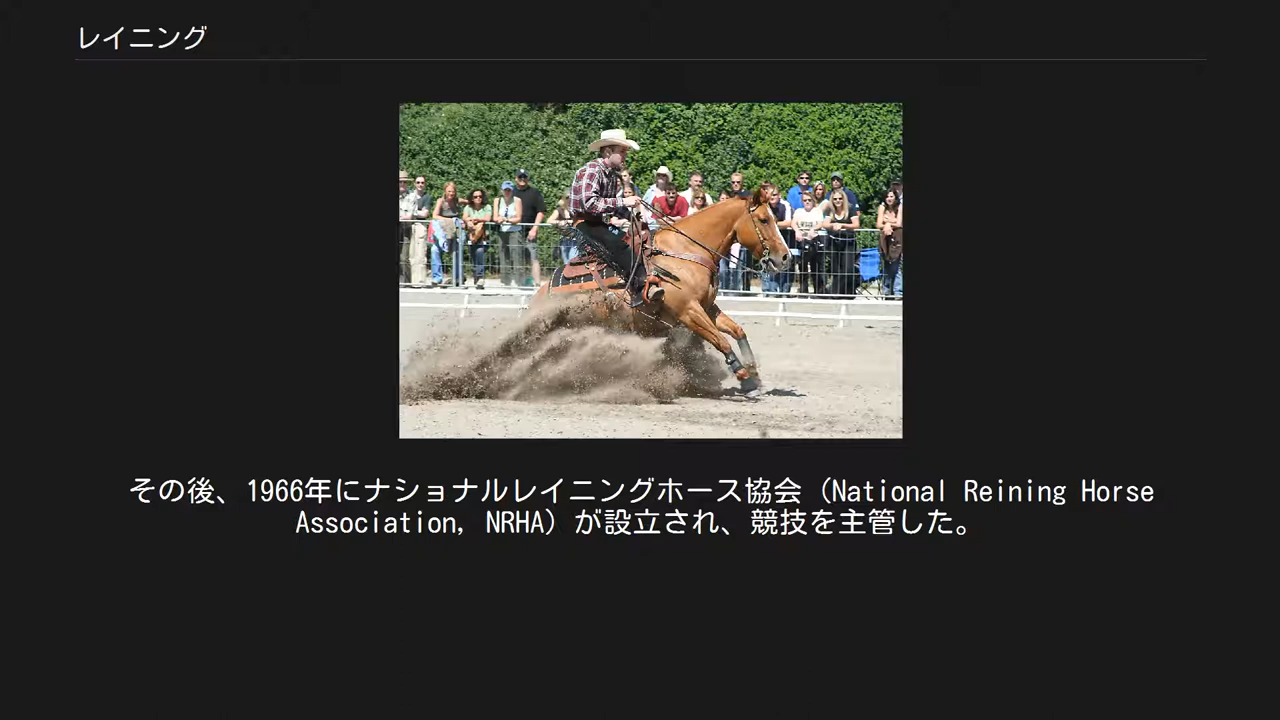 レイニング
その後、1966年にナショナルレイニングホース協会（National Reining Horse
Association, NRHA）が設立され、競技を主管した。